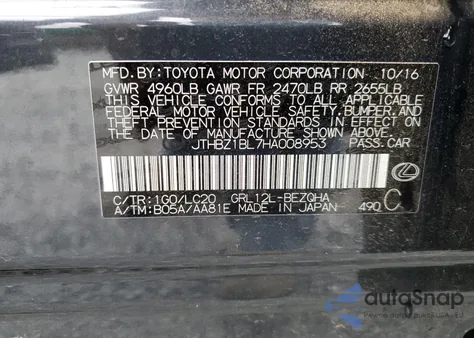 MFD.BY:TOYOTA MOTOR CORPORATION 10/16
GVWR 4960LB GAWR FR 2470LB RR 2655LB
THIS VEHICLE CONFORMS TO ALL APPLICABLE
FEDERAL MOTOR VEHICLE SAFETY,BUMPER,AND
THEFT PREVENTION STANDARDS IN EFFECT ON
THE DATE OF MANUFACTURE SHOWN ABOVE.
JTHBZ1BL7HA008953 PASS.CAR
C/TR:1G0/LC20 GRL12L-BEZQHA
A/TM:B05A/AA81E MADE IN JAPAN 49Q C
autoSnap